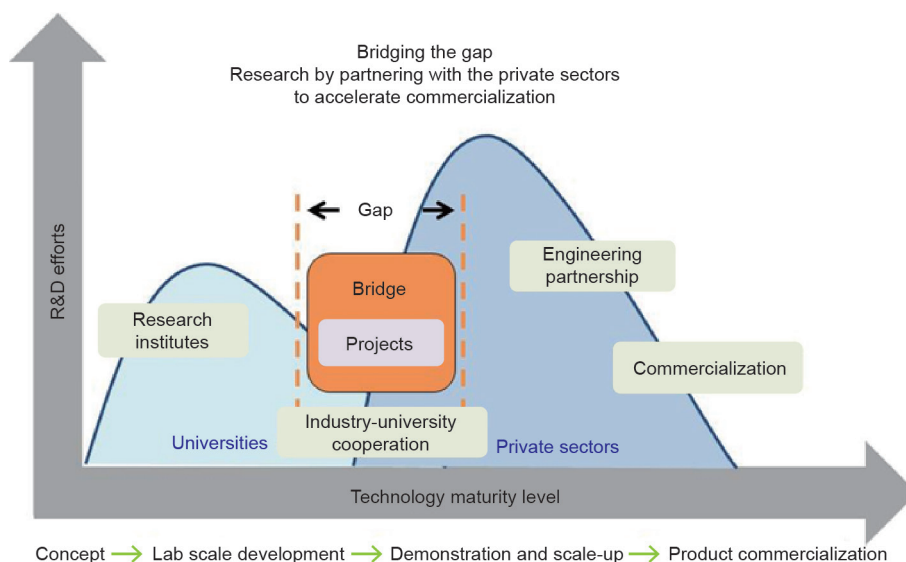 Bridging the gap
Research by partnering with the private sectors
to accelerate commercialization
R&D efforts
Gap
Bridge
Projects
Research
institutes
Engineering
partnership
Commercialization
Industry-university
cooperation
Universities
Private sectors
Technology maturity level
Concept → Lab scale development → Demonstration and scale-up → Product commercialization